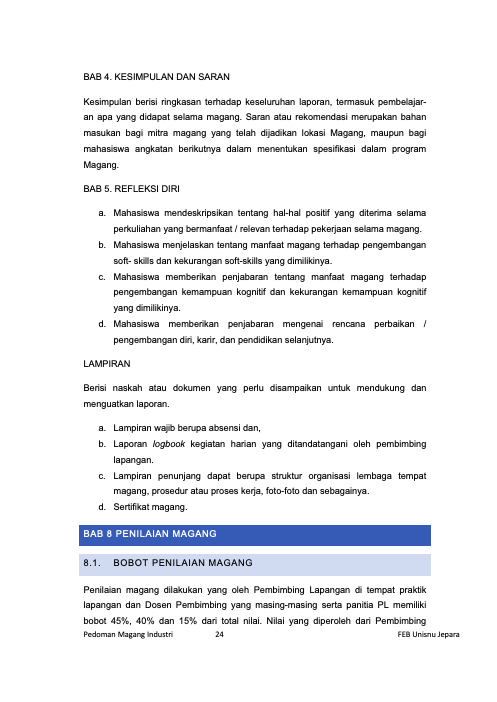 BAB 4. KESIMPULAN DAN SARAN
Kesimpulan berisi ringkasan terhadap keseluruhan laporan, termasuk pembelajar-
an apa yang didapat selama magang. Saran atau rekomendasi merupakan bahan
masukan bagi mitra magang yang telah dijadikan lokasi Magang, maupun bagi
mahasiswa angkatan berikutnya dalam menentukan spesifikasi dalam program
Magang.
BAB 5. REFLEKSI DIRI
a. Mahasiswa mendeskripsikan tentang hal-hal positif yang diterima selama
perkuliahan yang bermanfaat / relevan terhadap pekerjaan selama magang.
b. Mahasiswa menjelaskan tentang manfaat magang terhadap pengembangan
soft- skills dan kekurangan soft-skills yang dimilikinya.
c. Mahasiswa memberikan penjabaran tentang manfaat magang terhadap
pengembangan kemampuan kognitif dan kekurangan kemampuan kognitif
yang dimilikinya.
d. Mahasiswa memberikan penjabaran mengenai rencana perbaikan /
pengembangan diri, karir, dan pendidikan selanjutnya.
LAMPIRAN
Berisi naskah atau dokumen yang perlu disampaikan untuk mendukung dan
menguatkan laporan.
a. Lampiran wajib berupa absensi dan,
b. Laporan logbook kegiatan harian yang ditandatangani oleh pembimbing
lapangan.
c. Lampiran penunjang dapat berupa struktur organisasi lembaga tempat
magang, prosedur atau proses kerja, foto-foto dan sebagainya.
d. Sertifikat magang.
BAB 8 PENILAIAN MAGANG
8.1. BOBOT PENILAIAN MAGANG
Penilaian magang dilakukan yang oleh Pembimbing Lapangan di tempat praktik
lapangan dan Dosen Pembimbing yang masing-masing serta panitia PL memiliki
bobot 45%, 40% dan 15% dari total nilai. Nilai yang diperoleh dari Pembimbing
Pedoman Magang Industri 24 FEB Unisnu Jepara